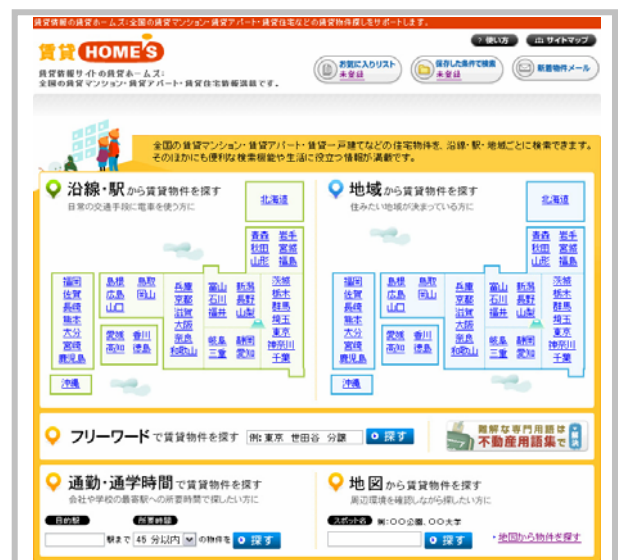 賃貸情報の賃貸ホームズ:全国の賃貸マンション・賃貸アパート・賃貸住宅などの賃貸物件探しをサポートします。
? 使い方
サイトマップ
賃貸 HOME'S
賃貸情報サイトの賃貸ホームズ:
全国の賃貸マンション・賃貸アパート・賃貸住宅情報満載です。
お気に入りリスト
未登録
保存した条件で検索
未登録
新着物件メール
全国の賃貸マンション・賃貸アパート・賃貸一戸建てなどの住宅物件を、沿線・駅・地域ごとに検索できます。
そのほかにも便利な検索機能や生活に役立つ情報が満載です。
沿線・駅から賃貸物件を探す
日常の交通手段に電車を使う方に
北海道
青森 岩手
秋田 宮城
山形 福島
福岡
佐賀
長崎
熊本
大分
宮崎
鹿児島
沖縄
島根 鳥取
広島 岡山
山口
愛媛 香川
高知 徳島
兵庫
京都
滋賀
大阪
奈良
和歌山
富山 新潟
石川 長野
福井 山梨
岐阜 静岡
三重 愛知
茨城
栃木
群馬
埼玉
東京
神奈川
千葉
地域から賃貸物件を探す
住みたい地域が決まっている方に
北海道
青森 岩手
秋田 宮城
山形 福島
福岡
佐賀
長崎
熊本
大分
宮崎
鹿児島
沖縄
島根 鳥取
広島 岡山
山口
愛媛 香川
高知 徳島
兵庫
京都
滋賀
大阪
奈良
和歌山
富山 新潟
石川 長野
福井 山梨
岐阜 静岡
三重 愛知
茨城
栃木
群馬
埼玉
東京
神奈川
千葉
フリーワードで賃貸物件を探す 例:東京 世田谷 分譲 探す
難解な専門用語は
不動産用語集で
解決
通勤・通学時間で賃貸物件を探す
会社や学校の最寄駅への所要時間で探したい方に
目的駅 所要時間
駅まで 45 分以内 の物件を 探す
地図から賃貸物件を探す
周辺環境を確認しながら探したい方に
スポット名 例:○○公園、○○大学
探す
・地図から物件を探す